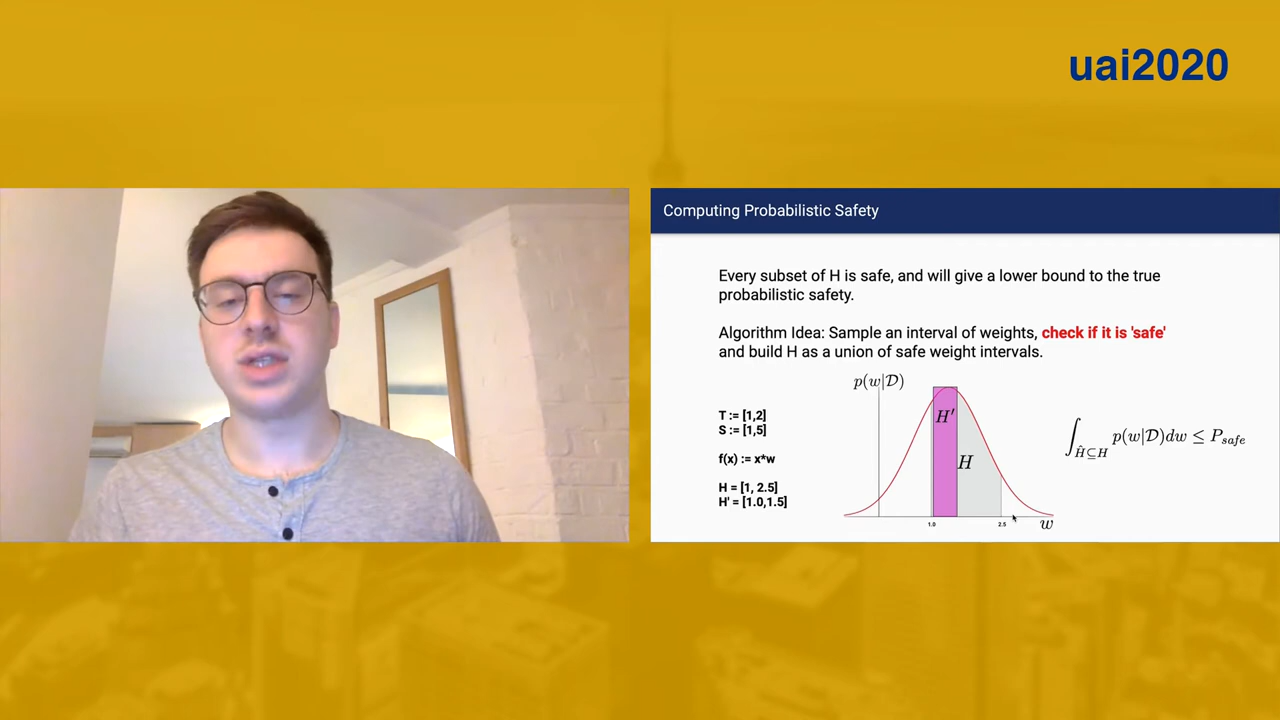 uai2020
Computing Probabilistic Safety
Every subset of H is safe, and will give a lower bound to the true
probabilistic safety.
Algorithm Idea: Sample an interval of weights, check if it is 'safe'
and build H as a union of safe weight intervals.
p(w|𝒟)
T := [1,2]
S := [1,5]
f(x) := x*w
H = [1, 2.5]
H' = [1.0,1.5]
H′
H
1.0
2.5
w
∫_{Ĥ⊆H} p(w|𝒟)dw ≤ P_{safe}